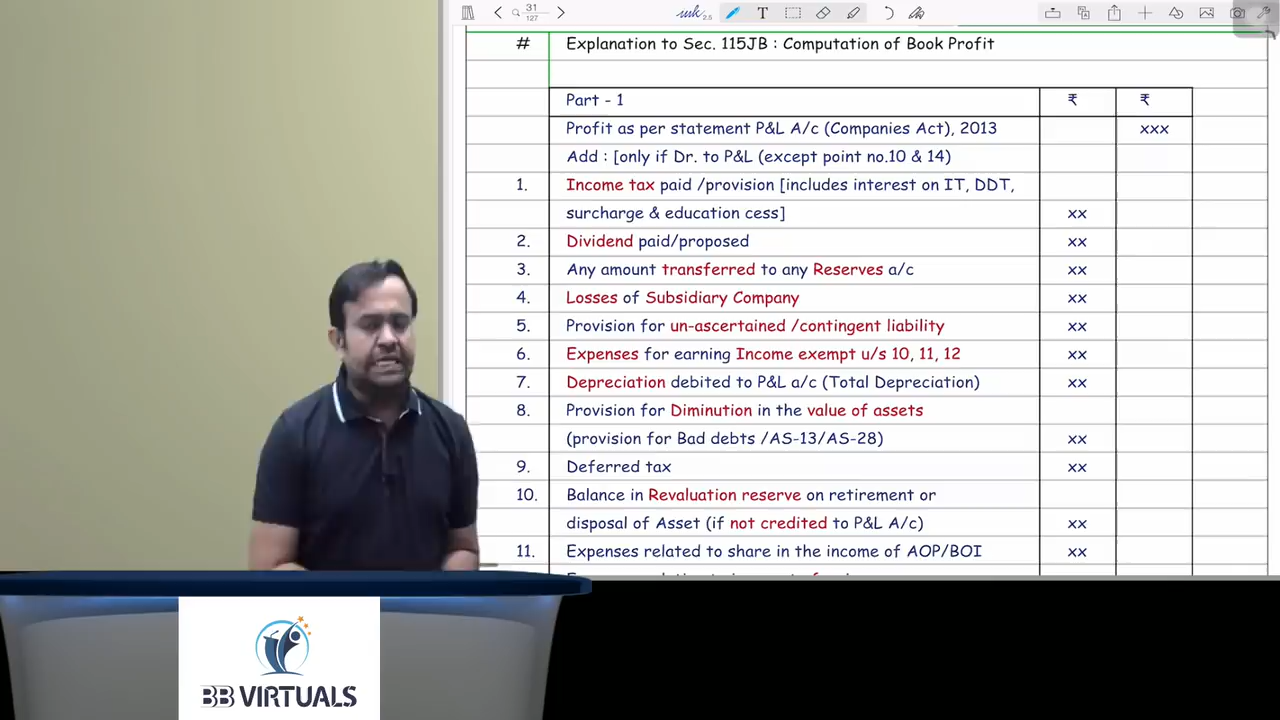 31
127
2.5
T
# Explanation to Sec. 115JB : Computation of Book Profit
Part - 1 ₹ ₹
Profit as per statement P&L A/c (Companies Act), 2013 xxx
Add : [only if Dr. to P&L (except point no.10 & 14)
1. Income tax paid /provision [includes interest on IT, DDT,
surcharge & education cess] xx
2. Dividend paid/proposed xx
3. Any amount transferred to any Reserves a/c xx
4. Losses of Subsidiary Company xx
5. Provision for un-ascertained /contingent liability xx
6. Expenses for earning Income exempt u/s 10, 11, 12 xx
7. Depreciation debited to P&L a/c (Total Depreciation) xx
8. Provision for Diminution in the value of assets
(provision for Bad debts /AS-13/AS-28) xx
9. Deferred tax xx
10. Balance in Revaluation reserve on retirement or
disposal of Asset (if not credited to P&L A/c) xx
11. Expenses related to share in the income of AOP/BOI xx
BB VIRTUALS